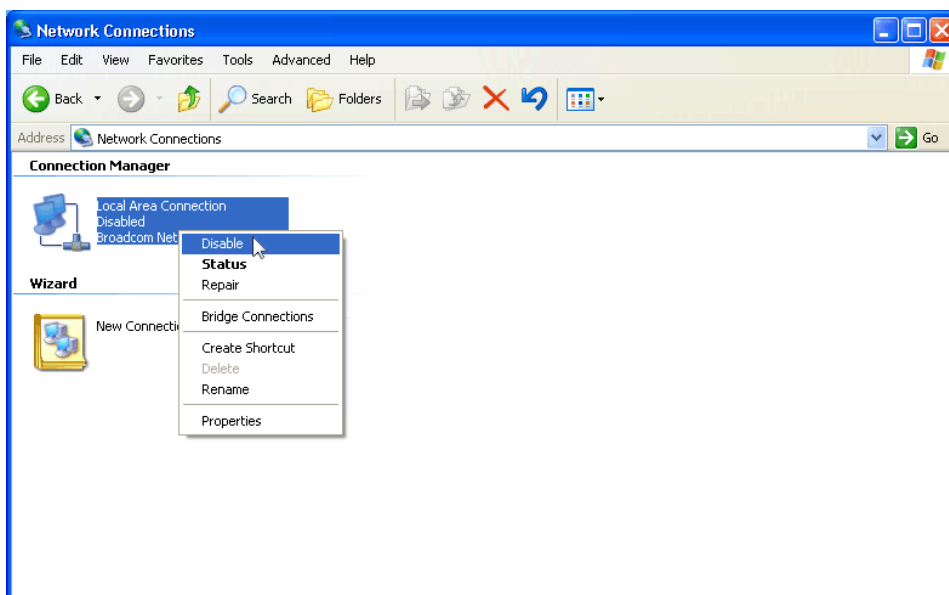 Network Connections
File Edit View Favorites Tools Advanced Help
Back Search Folders
Address Network Connections Go
Connection Manager
Local Area Connection
Disabled
Broadcom Net
Disable
Status
Repair
Bridge Connections
Create Shortcut
Delete
Rename
Properties
Wizard
New Connecti